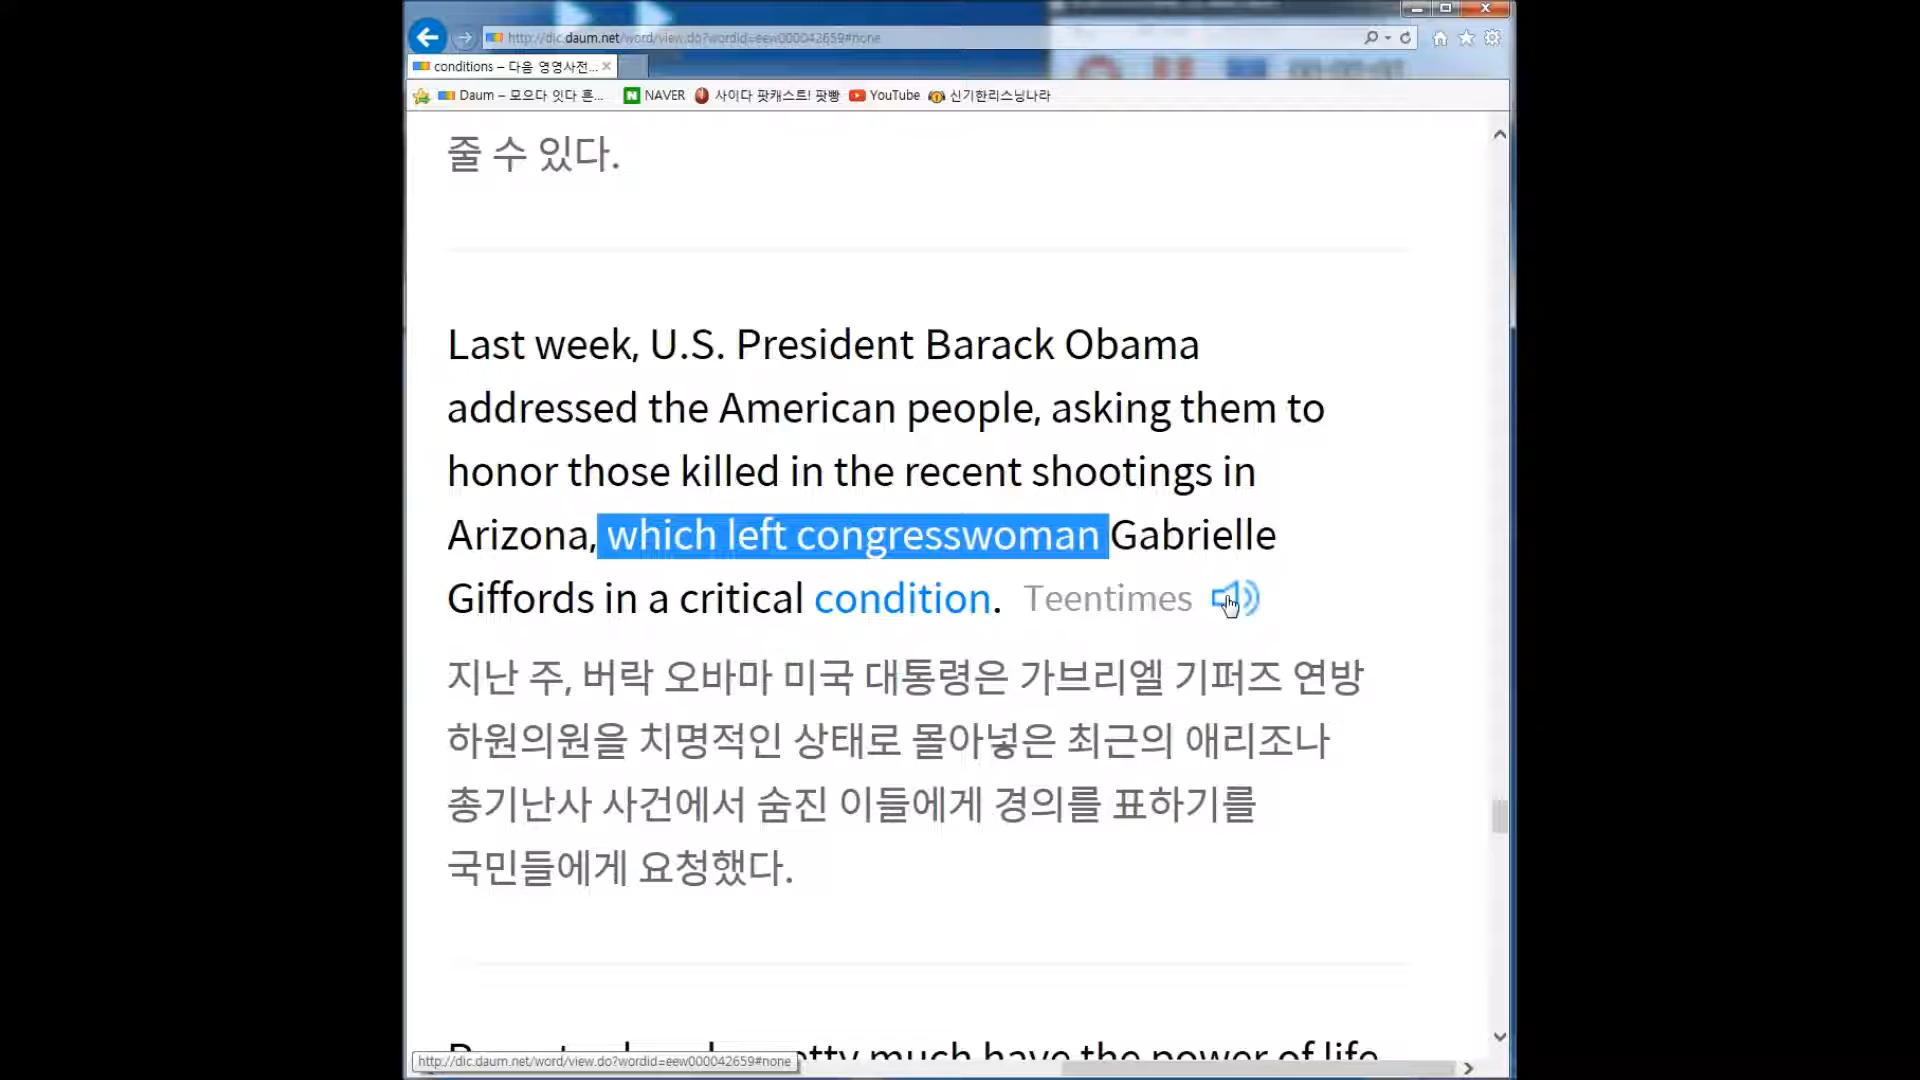 http://dic.daum.net/word/view.do?wordid=eew000042659#none
conditions – 다음 영영사전...
Daum – 모으다 잇다 흔... NAVER 사이다 팟캐스트! 팟빵 YouTube 신기한리스닝나라
줄 수 있다.
Last week, U.S. President Barack Obama
addressed the American people, asking them to
honor those killed in the recent shootings in
Arizona, which left congresswoman Gabrielle
Giffords in a critical condition. Teentimes
지난 주, 버락 오바마 미국 대통령은 가브리엘 기퍼즈 연방
하원의원을 치명적인 상태로 몰아넣은 최근의 애리조나
총기난사 사건에서 숨진 이들에게 경의를 표하기를
국민들에게 요청했다.
much have the power of life
http://dic.daum.net/word/view.do?wordid=eew000042659#none